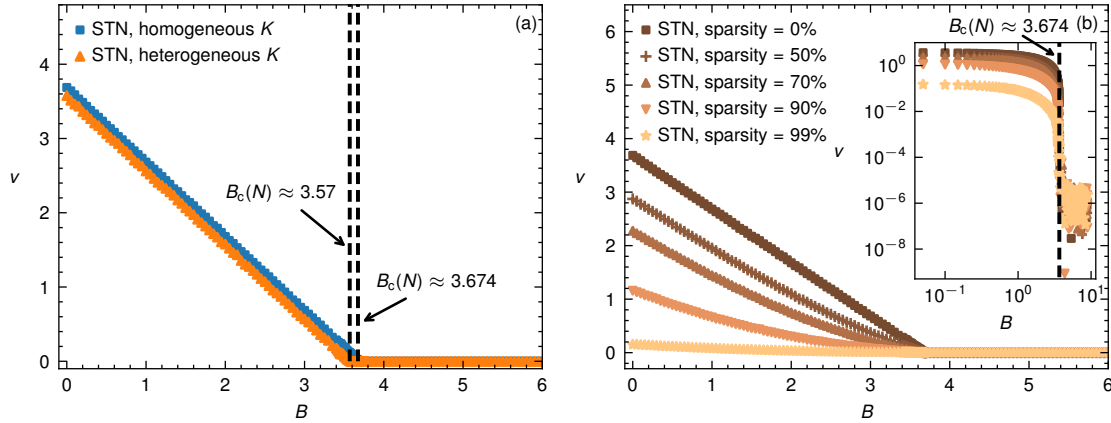 (a)
STN, homogeneous K
STN, heterogeneous K
B_c(N) ≈ 3.57
B_c(N) ≈ 3.674
4
3
2
1
0
v
0 1 2 3 4 5 6
B
(b)
STN, sparsity = 0%
STN, sparsity = 50%
STN, sparsity = 70%
STN, sparsity = 90%
STN, sparsity = 99%
6
5
4
3
2
1
0
v
0 1 2 3 4 5 6
B
B_c(N) ≈ 3.674
10^0
10^−2
10^−4
10^−6
10^−8
v
10^−1 10^0 10^1
B